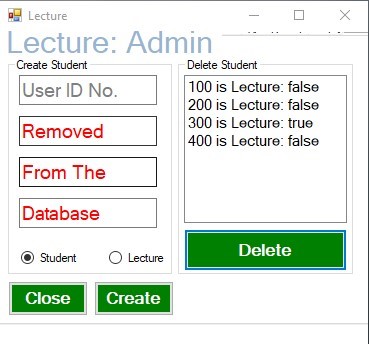 Lecture
Lecture: Admin
Create Student
User ID No.
Removed
From The
Database
Student
Lecture
Close
Create
Delete Student
100 is Lecture: false
200 is Lecture: false
300 is Lecture: true
400 is Lecture: false
Delete